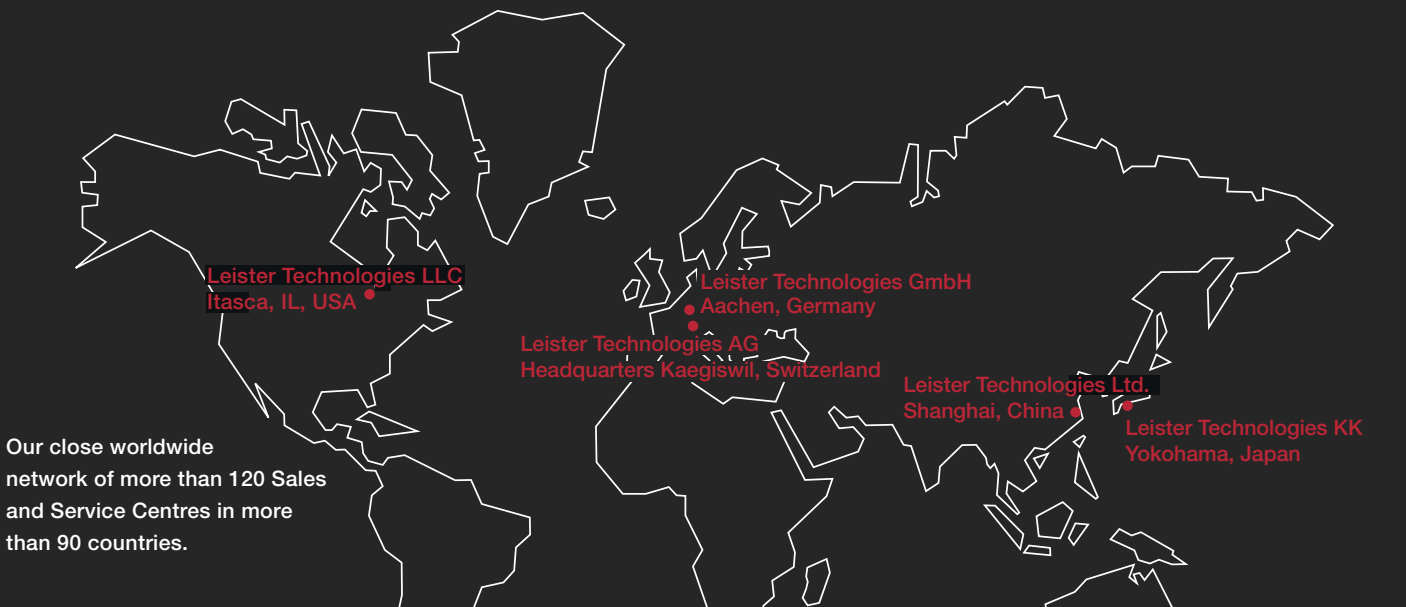 Leister Technologies LLC
Itasca, IL, USA
Leister Technologies GmbH
Aachen, Germany
Leister Technologies AG
Headquarters Kaegiswil, Switzerland
Leister Technologies Ltd.
Shanghai, China
Leister Technologies KK
Yokohama, Japan
Our close worldwide
network of more than 120 Sales
and Service Centres in more
than 90 countries.